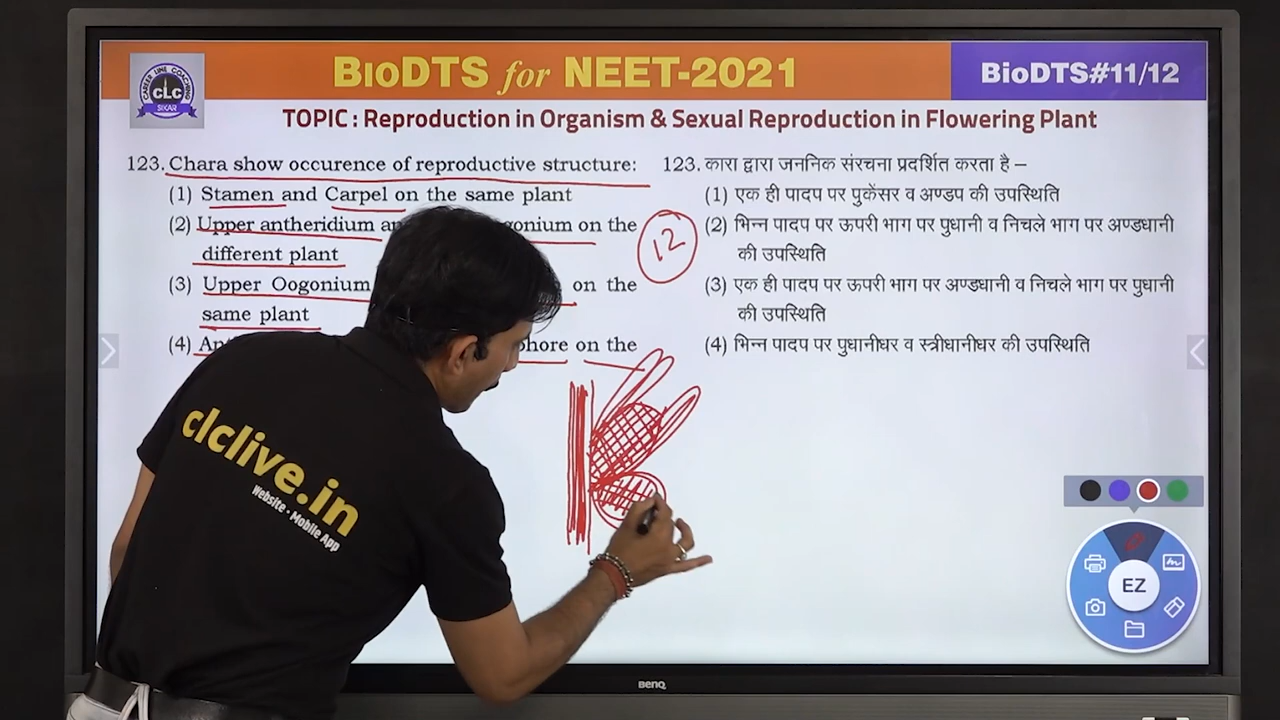 BIODTS for NEET-2021
BioDTS#11/12
CAREER LINE COACHING
CLC
SIKAR
TOPIC : Reproduction in Organism & Sexual Reproduction in Flowering Plant
123. Chara show occurence of reproductive structure:
(1) Stamen and Carpel on the same plant
(2) Upper antheridium on the
different plant
(3) Upper Oogonium on the
same plant
(4) on the
12
123. कारा द्वारा जननिक संरचना प्रदर्शित करता है –
(1) एक ही पादप पर पुकेंसर व अण्डप की उपस्थिति
(2) भिन्न पादप पर ऊपरी भाग पर पुधानी व निचले भाग पर अण्डधानी
की उपस्थिति
(3) एक ही पादप पर ऊपरी भाग पर अण्डधानी व निचले भाग पर पुधानी
की उपस्थिति
(4) भिन्न पादप पर पुधानीधर व स्त्रीधानीधर की उपस्थिति
clclive.in
Website • Mobile App
EZ
BenQ